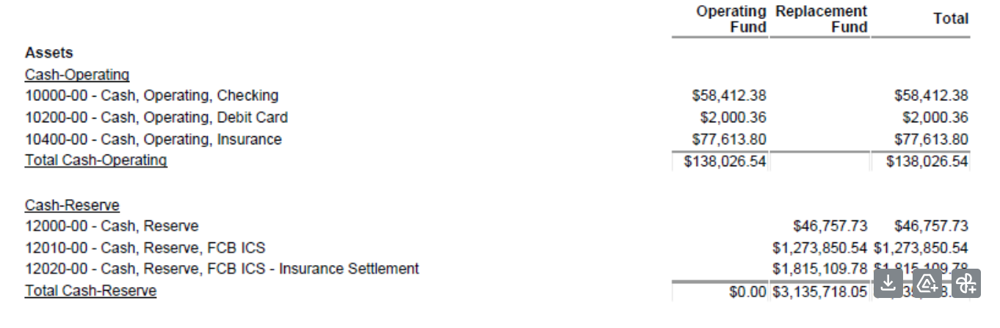 Operating Replacement Total
Fund Fund
Assets
Cash-Operating
10000-00 - Cash, Operating, Checking $58,412.38 $58,412.38
10200-00 - Cash, Operating, Debit Card $2,000.36 $2,000.36
10400-00 - Cash, Operating, Insurance $77,613.80 $77,613.80
Total Cash-Operating $138,026.54 $138,026.54
Cash-Reserve
12000-00 - Cash, Reserve $46,757.73 $46,757.73
12010-00 - Cash, Reserve, FCB ICS $1,273,850.54 $1,273,850.54
12020-00 - Cash, Reserve, FCB ICS - Insurance Settlement $1,815,109.78
Total Cash-Reserve $0.00 $3,135,718.05